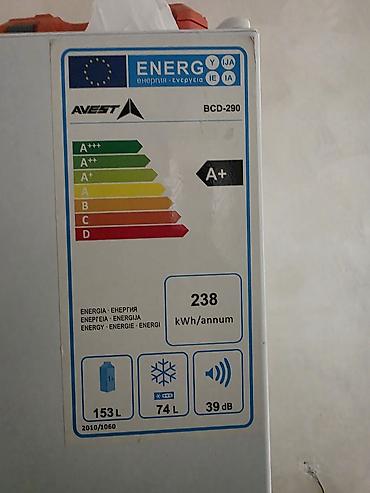 ENERG Y IJA IE IA
енергия · ενεργεια
AVEST BCD-290
A+++
A++
A+
A
B
C
D
A+
ENERGIA · ЕНЕРГИЯ
ΕΝΕΡΓΕΙΑ · ENERGIJA
ENERGY · ENERGIE · ENERGI
238
kWh/annum
153 L
74 L
39 dB
2010/1060